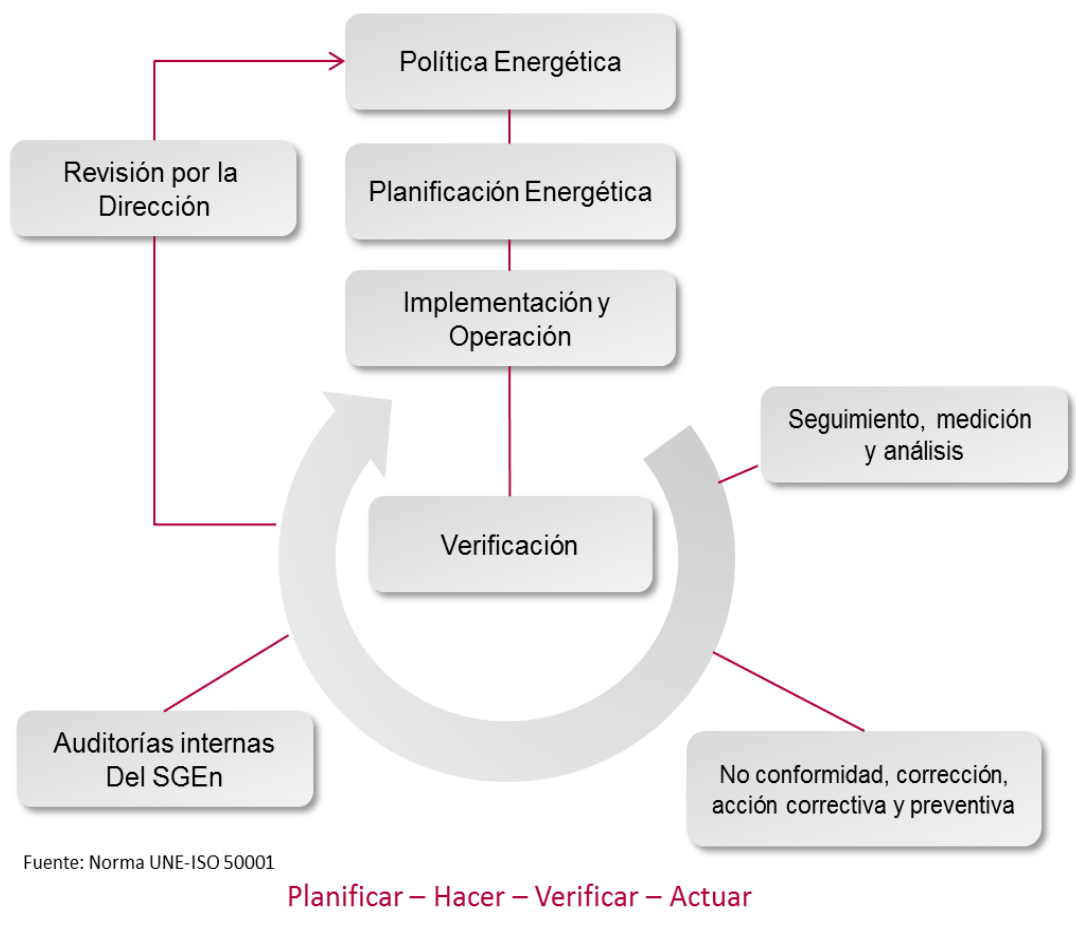 Política Energética
Revisión por la
Dirección
Planificación Energética
Implementación y
Operación
Seguimiento, medición
y análisis
Verificación
Auditorías internas
Del SGEn
No conformidad, corrección,
acción correctiva y preventiva
Fuente: Norma UNE-ISO 50001
Planificar – Hacer – Verificar – Actuar